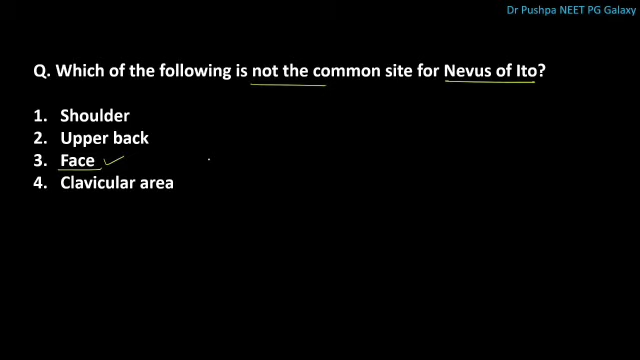 Dr Pushpa NEET PG Galaxy
Q. Which of the following is not the common site for Nevus of Ito?
1. Shoulder
2. Upper back
3. Face
4. Clavicular area